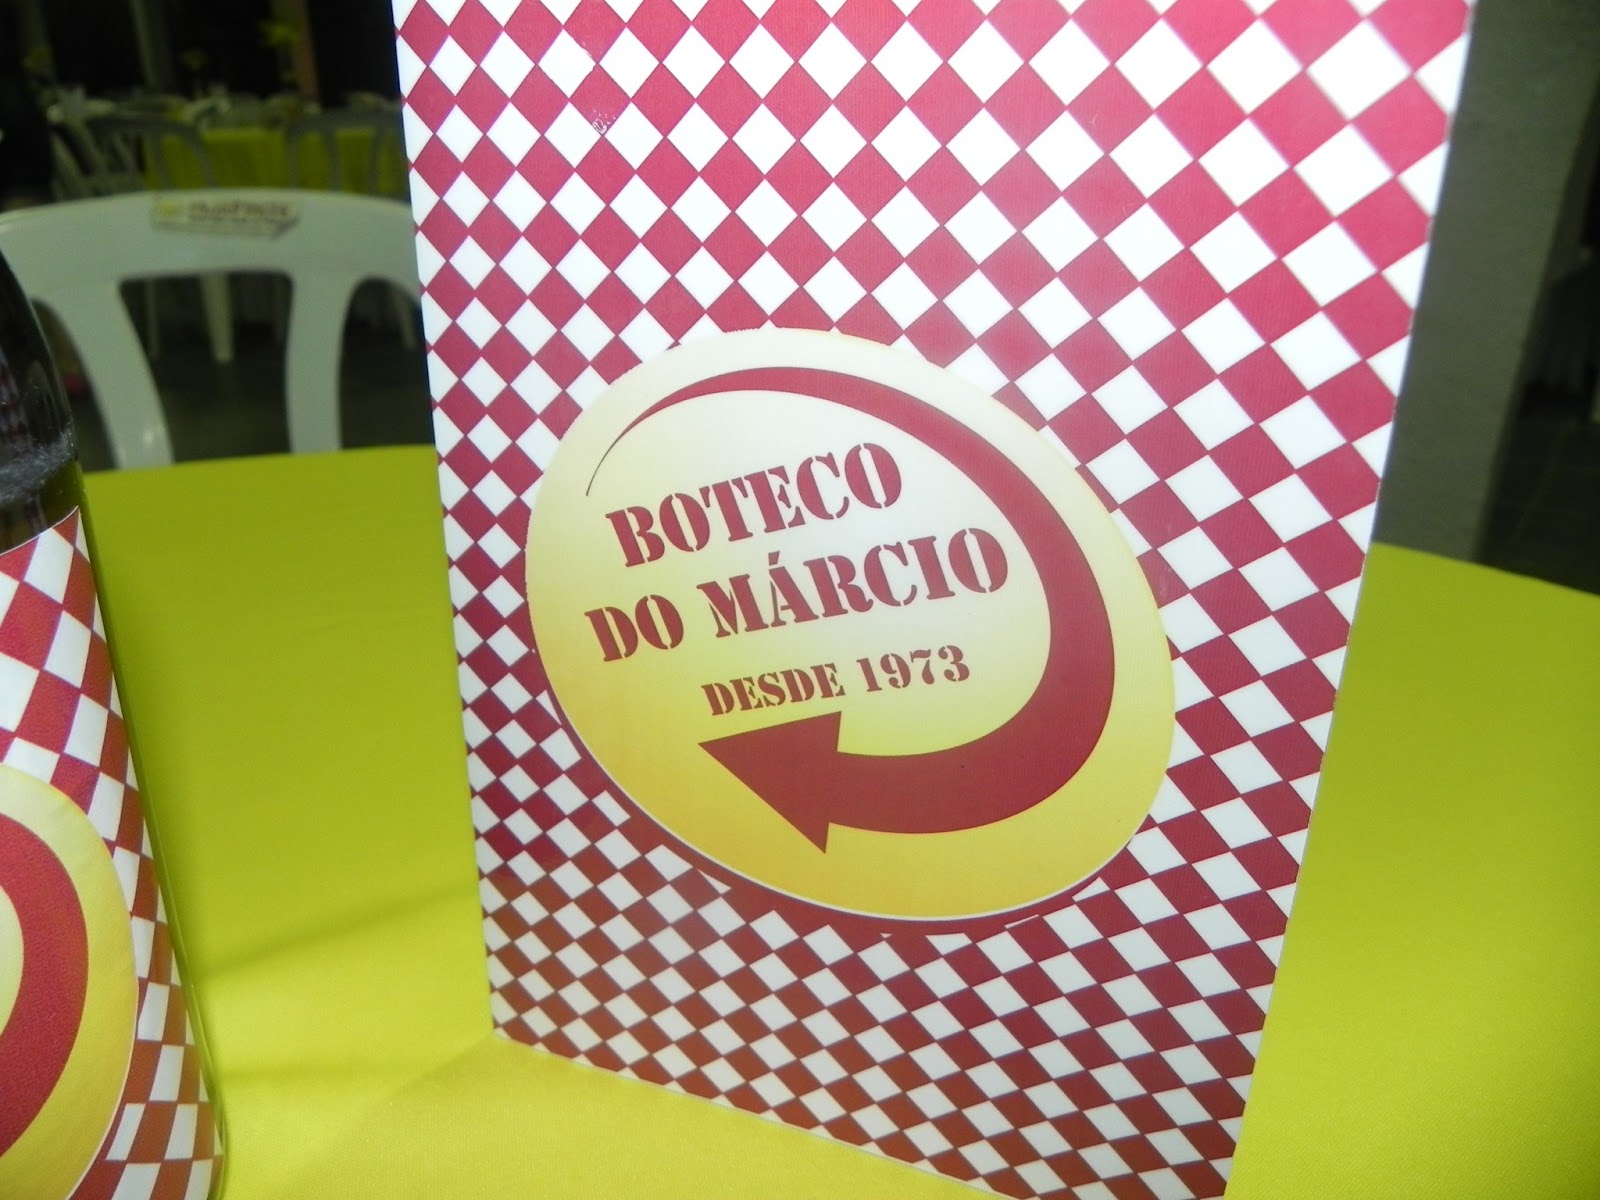 BOTECO
DO MÁRCIO
DESDE 1973